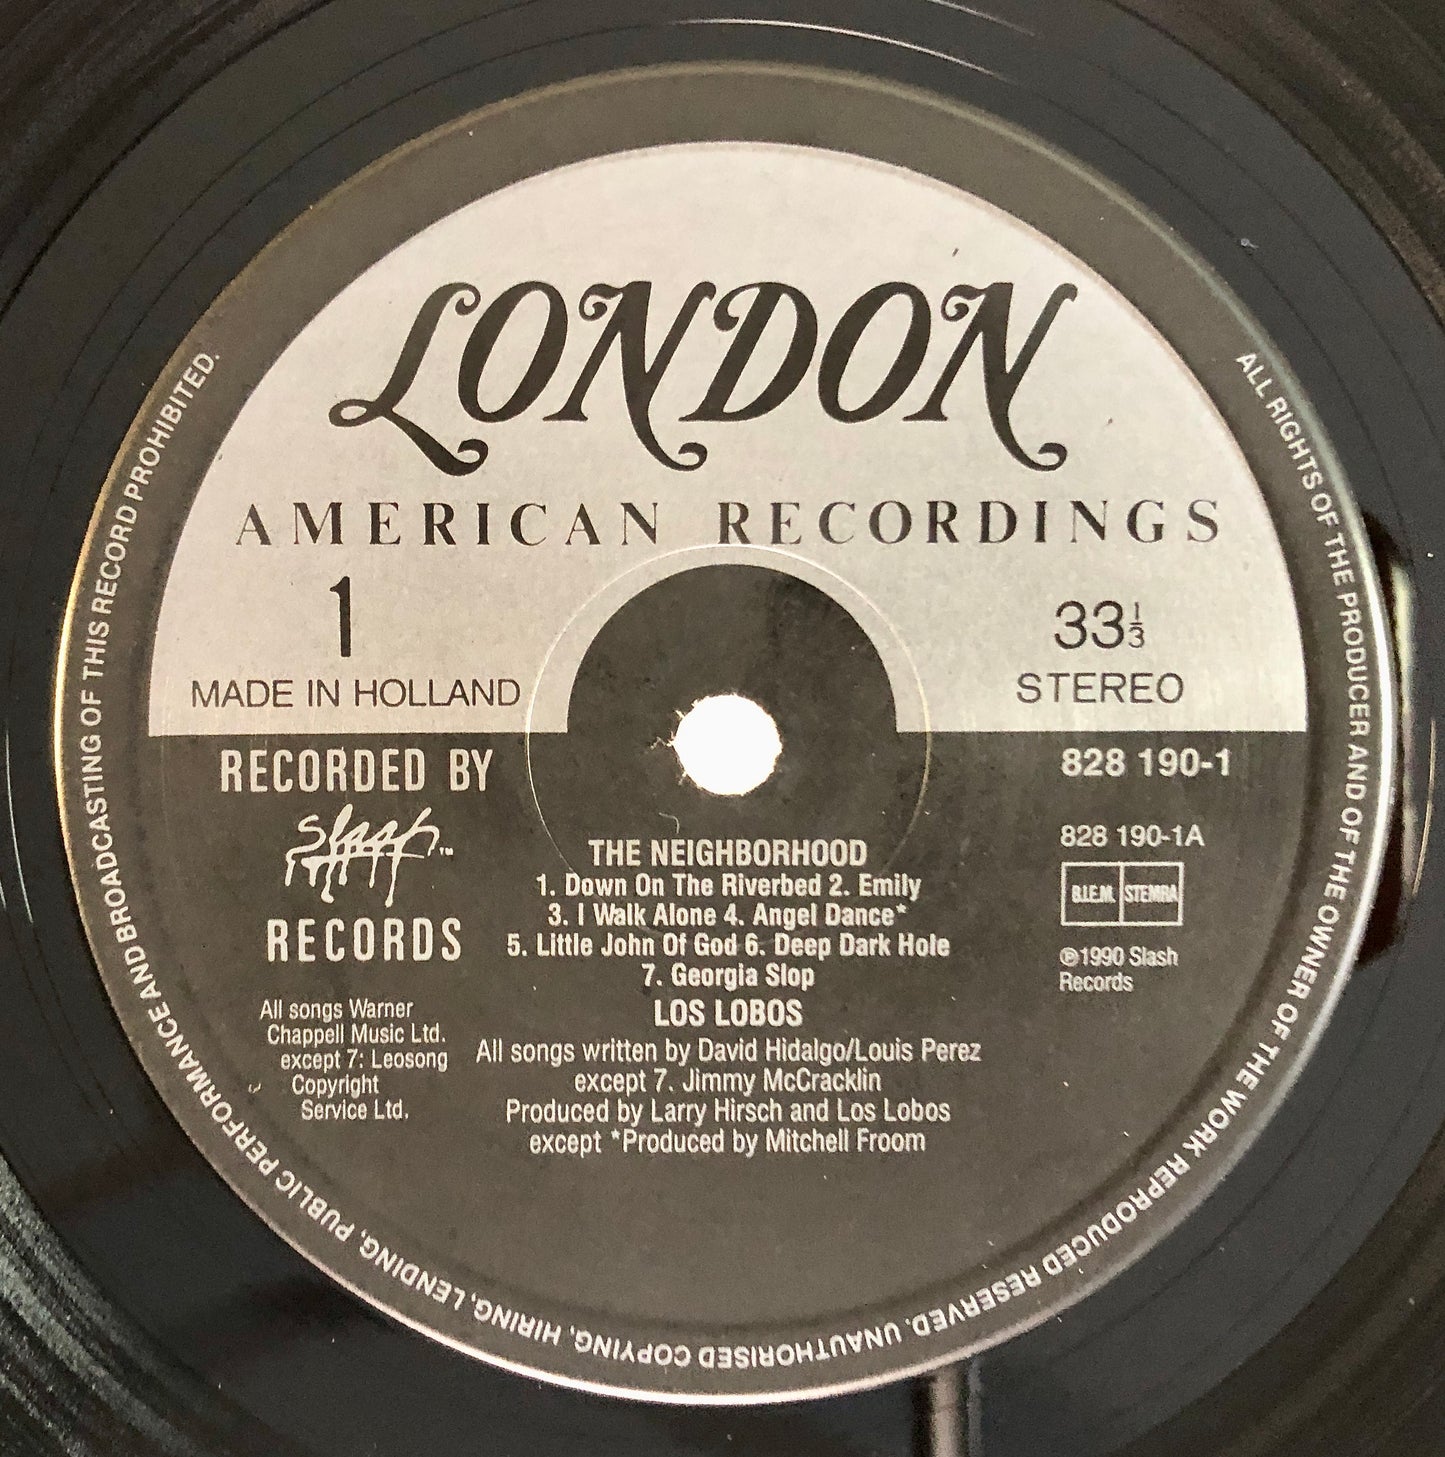 LONDON
AMERICAN RECORDINGS
1
MADE IN HOLLAND
33⅓
STEREO
RECORDED BY
Slash™
RECORDS
All songs Warner
Chappell Music Ltd.
except 7: Leosong
Copyright
Service Ltd.
828 190-1
828 190-1A
B.I.E.M. STEMRA
℗1990 Slash
Records
THE NEIGHBORHOOD
1. Down On The Riverbed 2. Emily
3. I Walk Alone 4. Angel Dance*
5. Little John Of God 6. Deep Dark Hole
7. Georgia Slop
LOS LOBOS
All songs written by David Hidalgo/Louis Perez
except 7. Jimmy McCracklin
Produced by Larry Hirsch and Los Lobos
except *Produced by Mitchell Froom
ALL RIGHTS OF THE PRODUCER AND OF THE OWNER OF THE WORK REPRODUCED RESERVED. UNAUTHORISED COPYING, HIRING, LENDING, PUBLIC PERFORMANCE AND BROADCASTING OF THIS RECORD PROHIBITED.